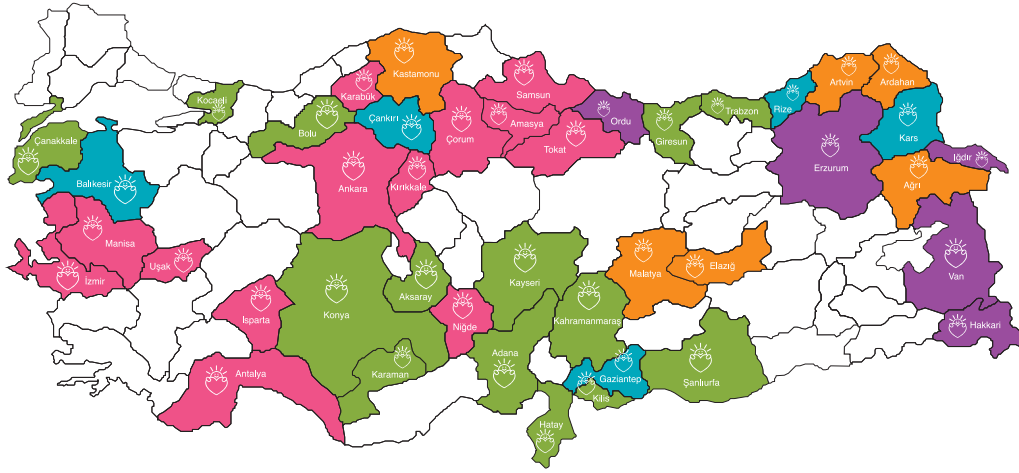 Kastamonu
Artvin
Ardahan
Karabük
Samsun
Kocaeli
Trabzon
Rize
Çankırı
Amasya
Ordu
Bolu
Çorum
Giresun
Kars
Çanakkale
Tokat
Iğdır
Erzurum
Balıkesir
Ankara
Kırıkkale
Ağrı
Manisa
Uşak
Elazığ
Malatya
Van
İzmir
Aksaray
Kayseri
Isparta
Konya
Niğde
Kahramanmaraş
Hakkari
Adana
Antalya
Karaman
Gaziantep
Şanlıurfa
Kilis
Hatay